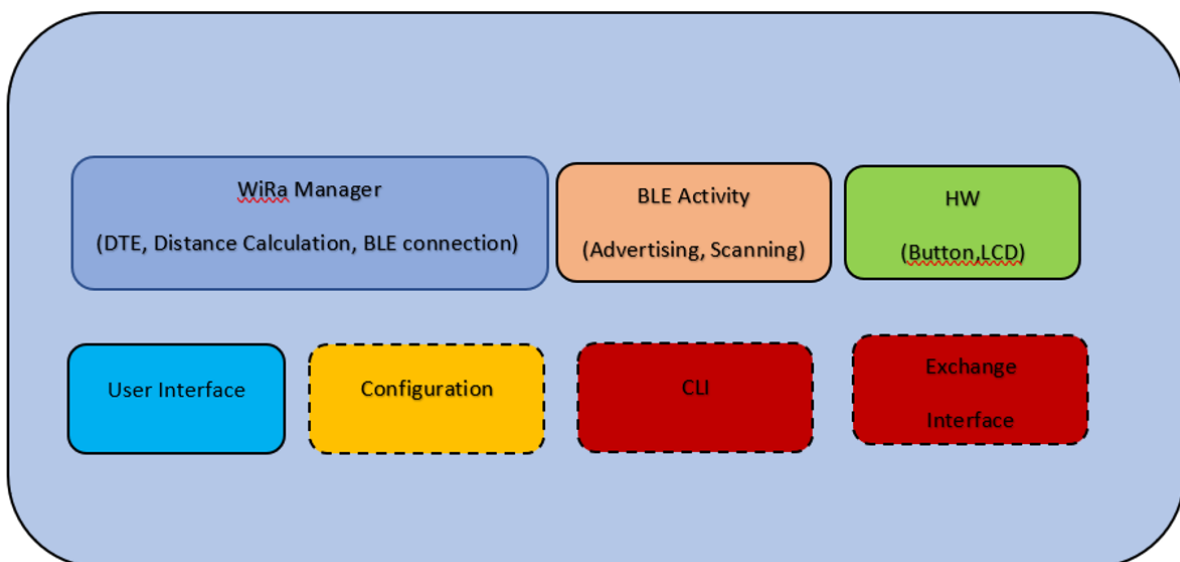 WiRa Manager
(DTE, Distance Calculation, BLE connection)
BLE Activity
(Advertising, Scanning)
HW
(Button,LCD)
User Interface
Configuration
CLI
Exchange
Interface